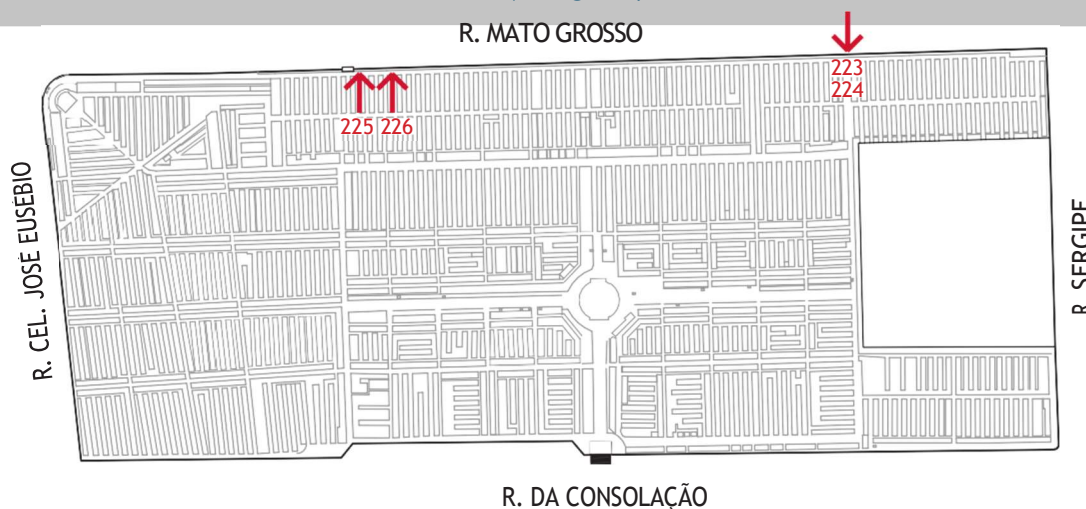 R. MATO GROSSO
223
224
225 226
R. CEL. JOSÉ EUSÉBIO
R. SERGIPE
R. DA CONSOLAÇÃO